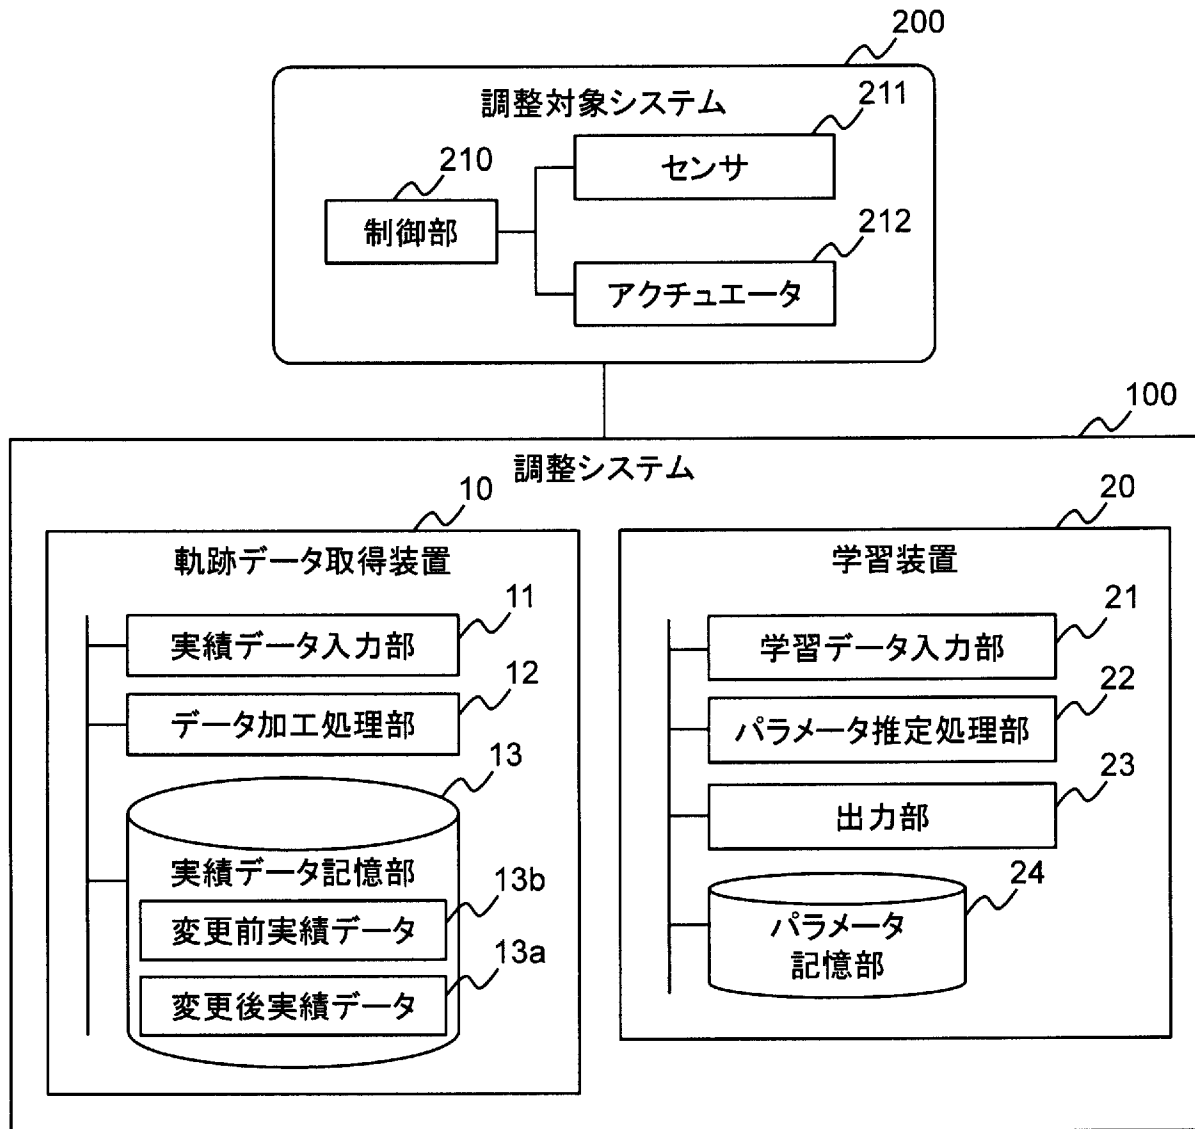 200
調整対象システム
211
センサ
210
制御部
212
アクチュエータ
100
調整システム
10
軌跡データ取得装置
11
実績データ入力部
12
データ加工処理部
13
実績データ記憶部
13b
変更前実績データ
13a
変更後実績データ
20
学習装置
21
学習データ入力部
22
パラメータ推定処理部
23
出力部
24
パラメータ
記憶部